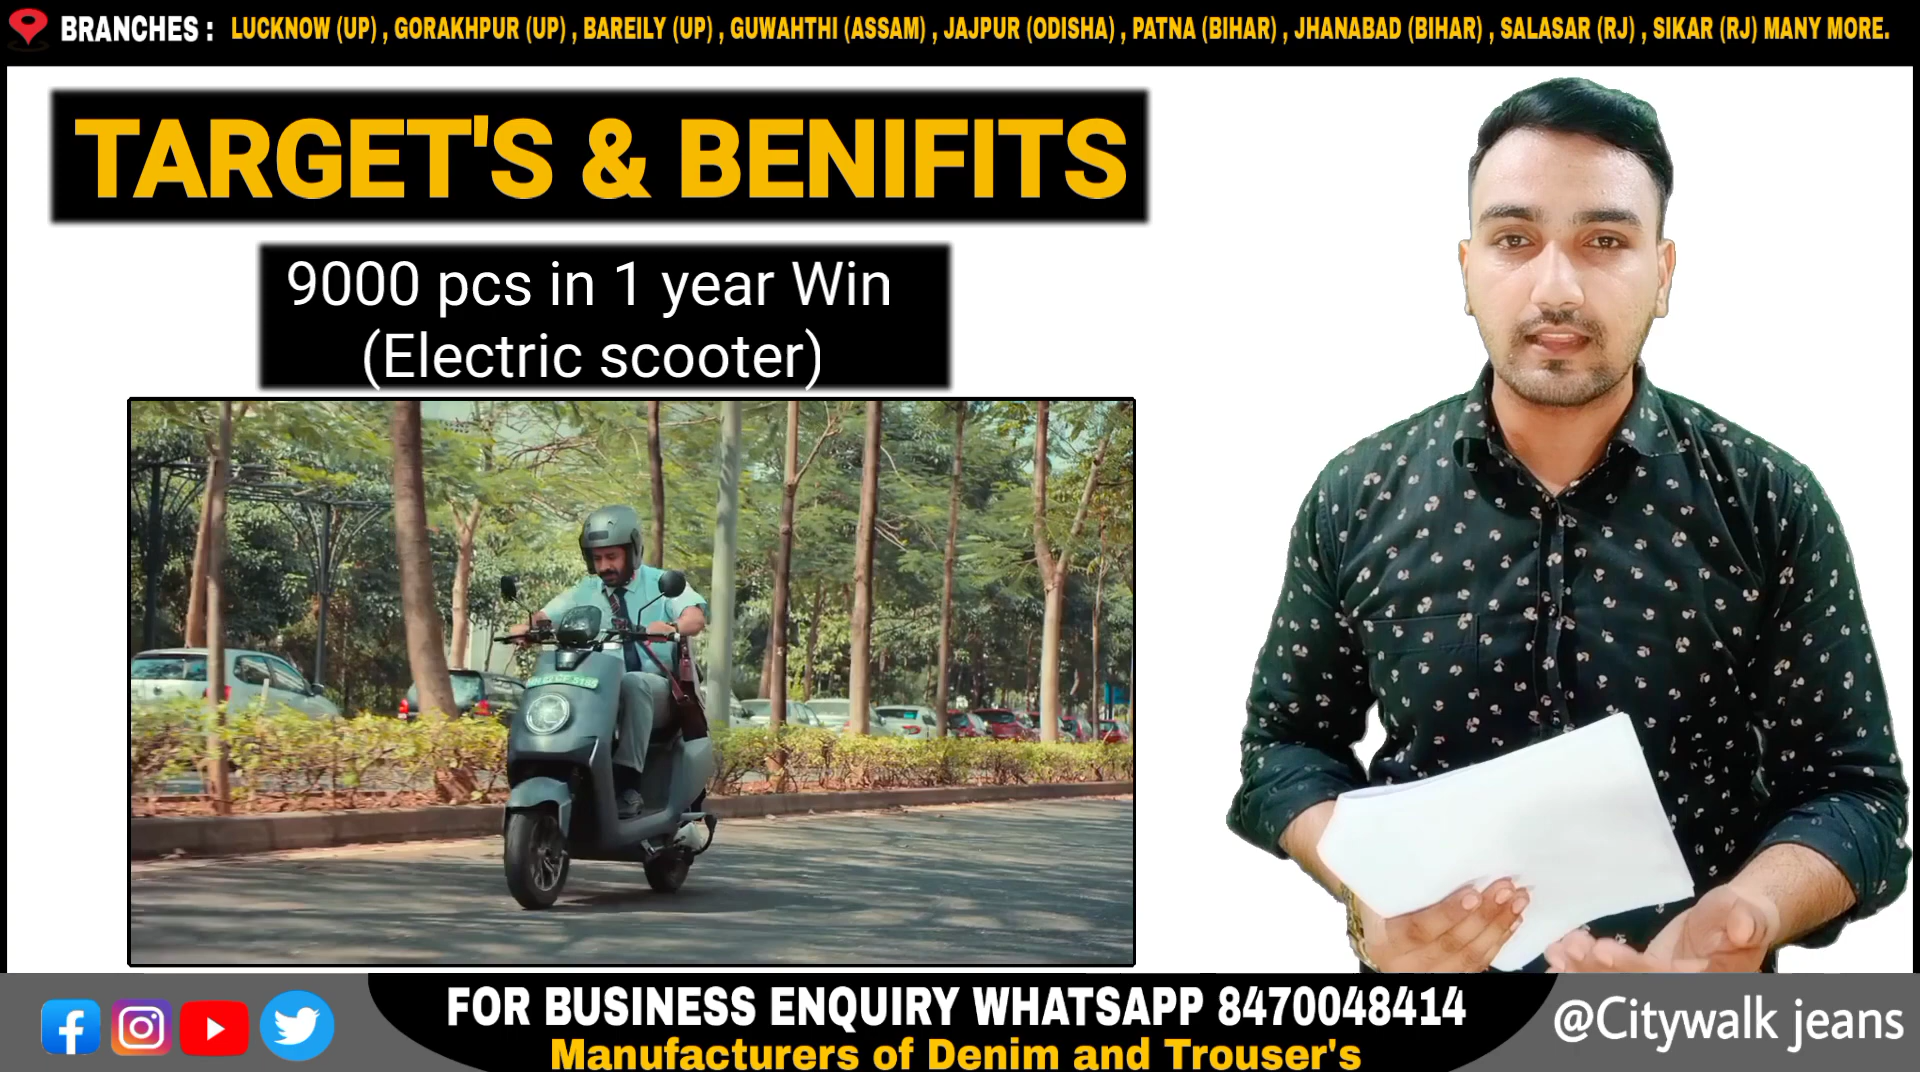 BRANCHES : LUCKNOW (UP) , GORAKHPUR (UP) , BAREILY (UP) , GUWAHTHI (ASSAM) , JAJPUR (ODISHA) , PATNA (BIHAR) , JHANABAD (BIHAR) , SALASAR (RJ) , SIKAR (RJ) MANY MORE.
TARGET'S & BENIFITS
9000 pcs in 1 year Win
(Electric scooter)
FOR BUSINESS ENQUIRY WHATSAPP 8470048414
@Citywalk jeans
Manufacturers of Denim and Trouser's